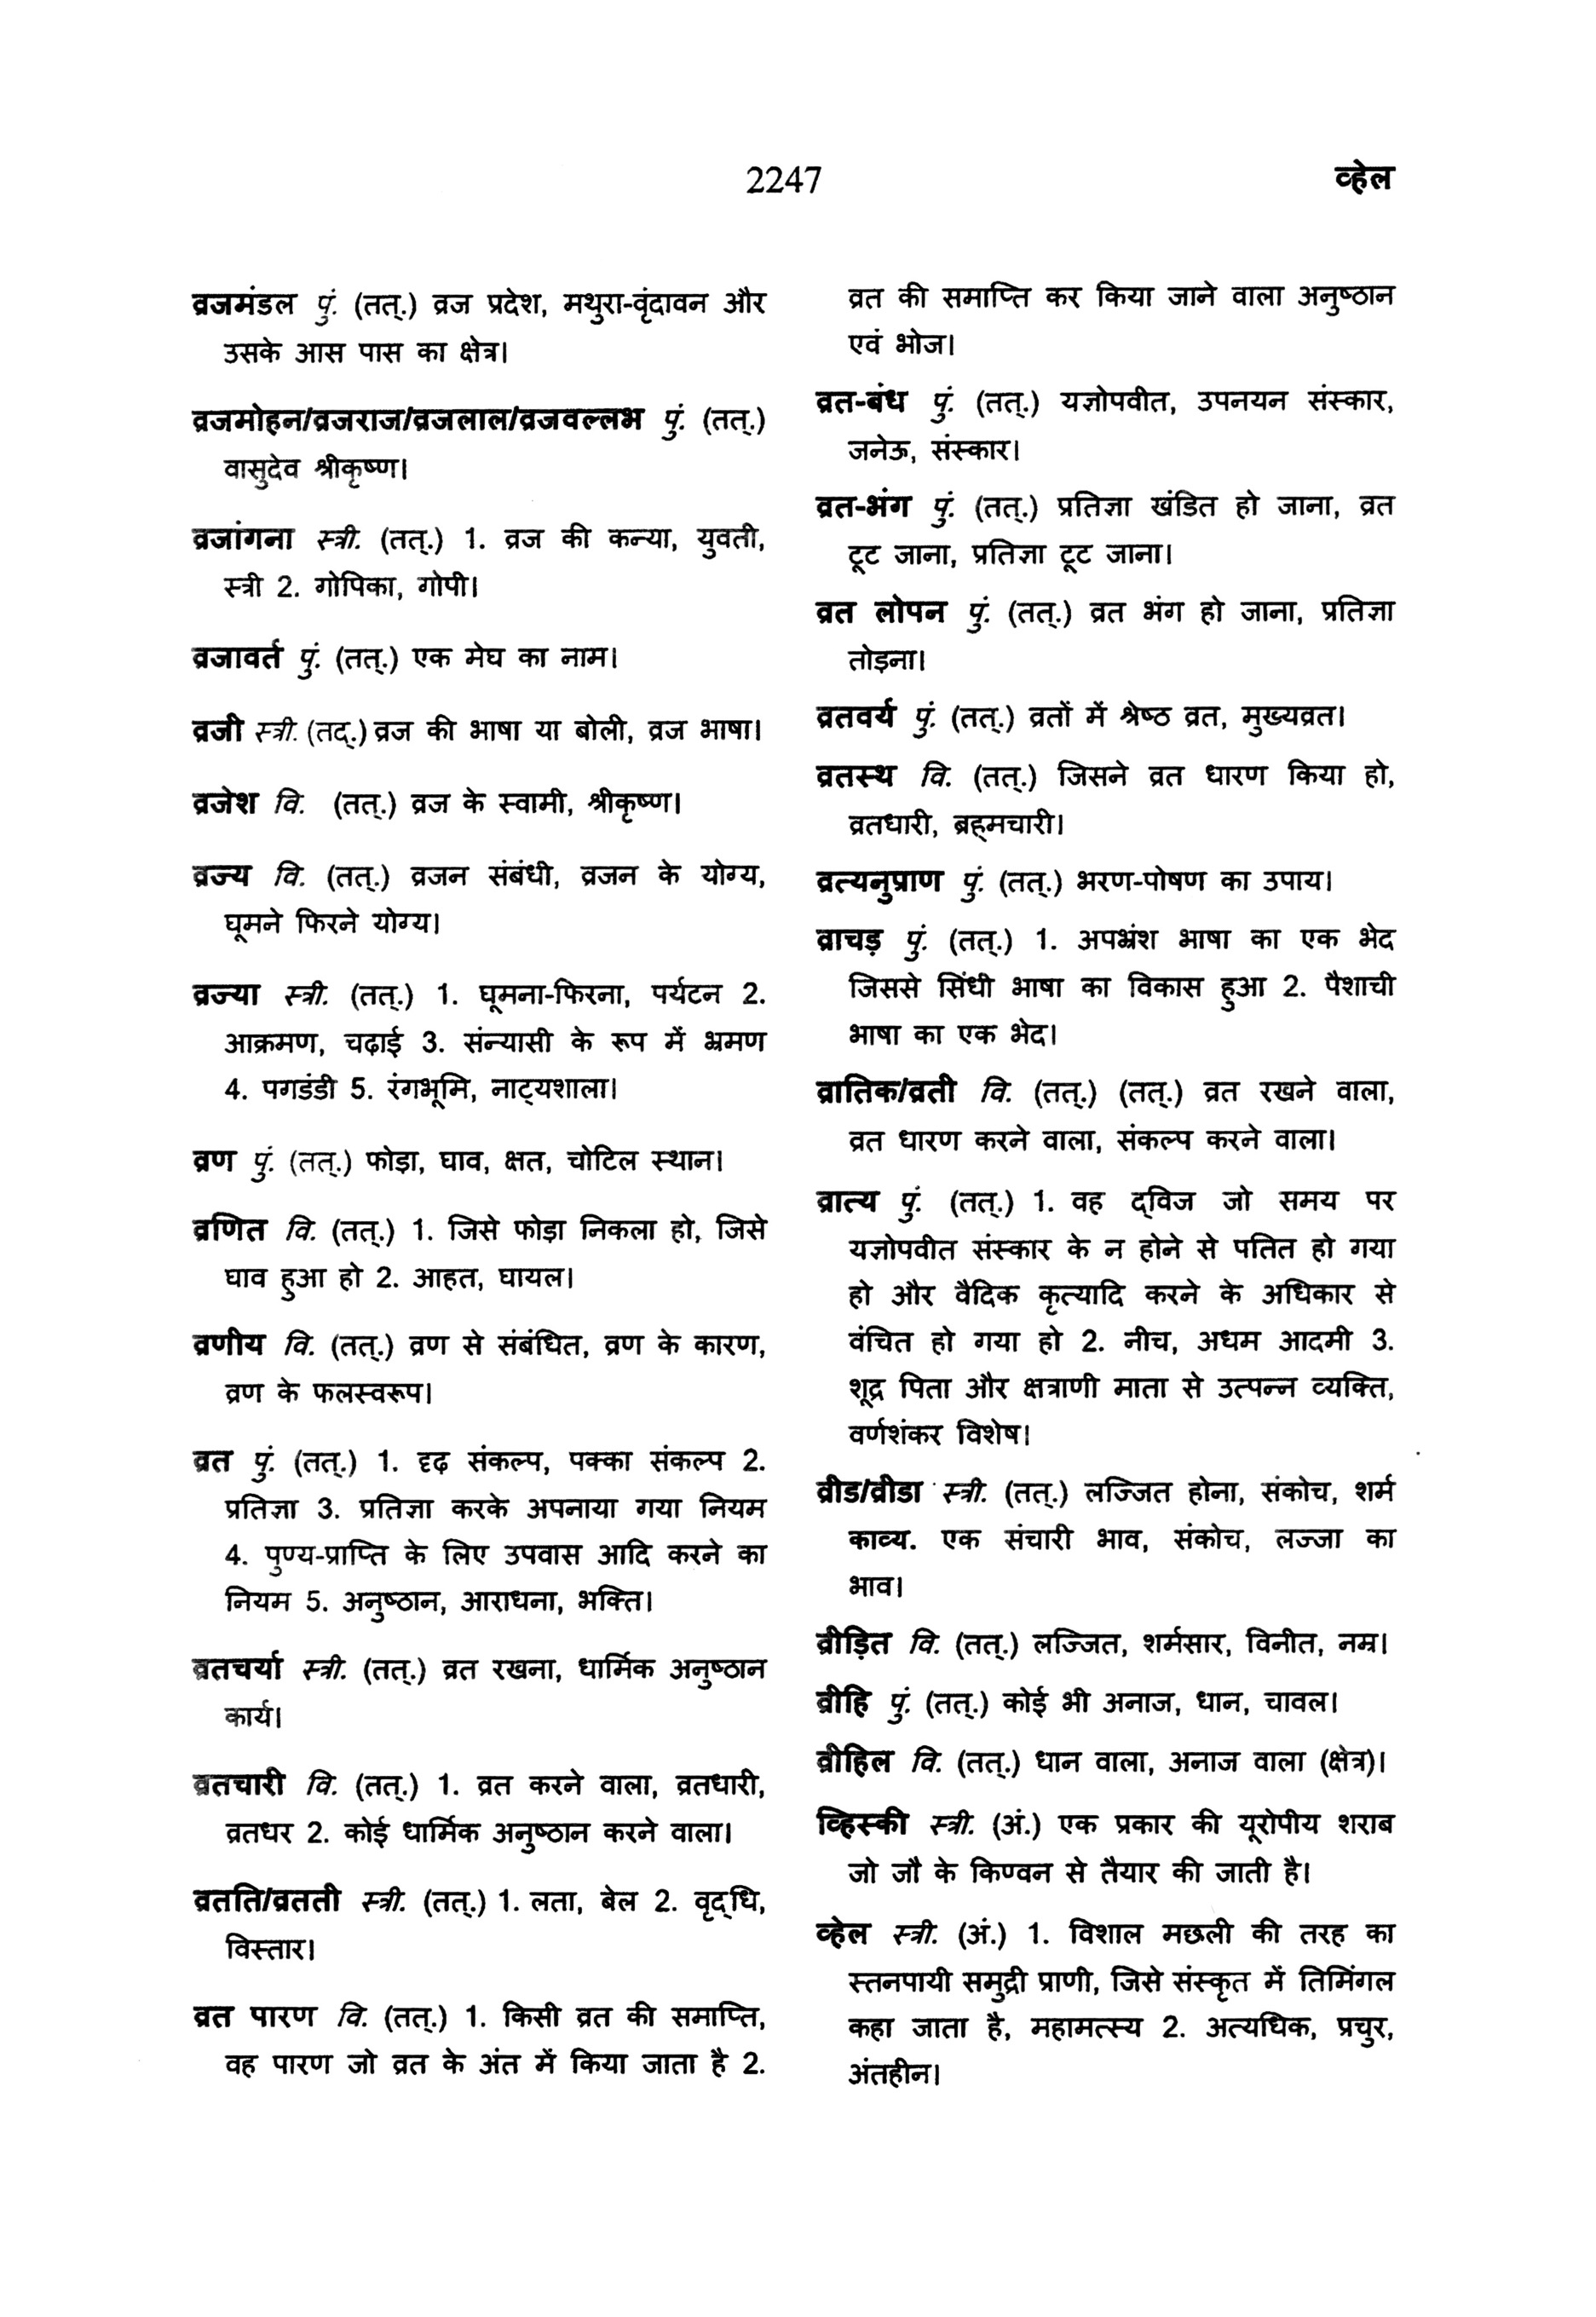 2247
व्हेल
व्रजमंडल पुं. (तत्.) व्रज प्रदेश, मथुरा-वृंदावन और
उसके आस पास का क्षेत्र।
व्रजमोहन/व्रजराज/व्रजलाल/व्रजवल्लभ पुं. (तत्.)
वासुदेव श्रीकृष्ण।
व्रजांगना स्त्री. (तत्.) 1. व्रज की कन्या, युवती,
स्त्री 2. गोपिका, गोपी।
व्रजावर्त पुं. (तत्.) एक मेघ का नाम।
व्रजी स्त्री. (तद्.) व्रज की भाषा या बोली, व्रज भाषा।
व्रजेश वि. (तत्.) व्रज के स्वामी, श्रीकृष्ण।
व्रज्य वि. (तत्.) व्रजन संबंधी, व्रजन के योग्य,
घूमने फिरने योग्य।
व्रज्या स्त्री. (तत्.) 1. घूमना-फिरना, पर्यटन 2.
आक्रमण, चढ़ाई 3. संन्यासी के रूप में भ्रमण
4. पगडंडी 5. रंगभूमि, नाट्यशाला।
व्रण पुं. (तत्.) फोड़ा, घाव, क्षत, चोटिल स्थान।
व्रणित वि. (तत्.) 1. जिसे फोड़ा निकला हो, जिसे
घाव हुआ हो 2. आहत, घायल।
व्रणीय वि. (तत्.) व्रण से संबंधित, व्रण के कारण,
व्रण के फलस्वरूप।
व्रत पुं. (तत्.) 1. दृढ़ संकल्प, पक्का संकल्प 2.
प्रतिज्ञा 3. प्रतिज्ञा करके अपनाया गया नियम
4. पुण्य-प्राप्ति के लिए उपवास आदि करने का
नियम 5. अनुष्ठान, आराधना, भक्ति।
व्रतचर्या स्त्री. (तत्.) व्रत रखना, धार्मिक अनुष्ठान
कार्य।
व्रतचारी वि. (तत्.) 1. व्रत करने वाला, व्रतधारी,
व्रतधर 2. कोई धार्मिक अनुष्ठान करने वाला।
व्रतति/व्रतती स्त्री. (तत्.) 1. लता, बेल 2. वृद्‌धि,
विस्तार।
व्रत पारण वि. (तत्.) 1. किसी व्रत की समाप्ति,
वह पारण जो व्रत के अंत में किया जाता है 2.
व्रत की समाप्ति कर किया जाने वाला अनुष्ठान
एवं भोज।
व्रत-बंध पुं. (तत्.) यज्ञोपवीत, उपनयन संस्कार,
जनेऊ, संस्कार।
व्रत-भंग पुं. (तत्.) प्रतिज्ञा खंडित हो जाना, व्रत
टूट जाना, प्रतिज्ञा टूट जाना।
व्रत लोपन पुं. (तत्.) व्रत भंग हो जाना, प्रतिज्ञा
तोड़ना।
व्रतवर्य पुं. (तत्.) व्रतों में श्रेष्ठ व्रत, मुख्यव्रत।
व्रतस्थ वि. (तत्.) जिसने व्रत धारण किया हो,
व्रतधारी, ब्रह्‌मचारी।
व्रत्यनुप्राण पुं. (तत्.) भरण-पोषण का उपाय।
व्राचड़ पुं. (तत्.) 1. अपभ्रंश भाषा का एक भेद
जिससे सिंधी भाषा का विकास हुआ 2. पैशाची
भाषा का एक भेद।
व्रातिक/व्रती वि. (तत्.) (तत्.) व्रत रखने वाला,
व्रत धारण करने वाला, संकल्प करने वाला।
व्रात्य पुं. (तत्.) 1. वह द्‌विज जो समय पर
यज्ञोपवीत संस्कार के न होने से पतित हो गया
हो और वैदिक कृत्यादि करने के अधिकार से
वंचित हो गया हो 2. नीच, अधम आदमी 3.
शूद्र पिता और क्षत्राणी माता से उत्पन्न व्यक्ति,
वर्णशंकर विशेष।
व्रीड/व्रीडा स्त्री. (तत्.) लज्जित होना, संकोच, शर्म
काव्य. एक संचारी भाव, संकोच, लज्जा का
भाव।
व्रीड़ित वि. (तत्.) लज्जित, शर्मसार, विनीत, नम्र।
व्रीहि पुं. (तत्.) कोई भी अनाज, धान, चावल।
व्रीहिल वि. (तत्.) धान वाला, अनाज वाला (क्षेत्र)।
व्हिस्की स्त्री. (अं.) एक प्रकार की यूरोपीय शराब
जो जौ के किण्वन से तैयार की जाती है।
व्हेल स्त्री. (अं.) 1. विशाल मछली की तरह का
स्तनपायी समुद्री प्राणी, जिसे संस्कृत में तिमिंगल
कहा जाता है, महामत्स्य 2. अत्यधिक, प्रचुर,
अंतहीन।